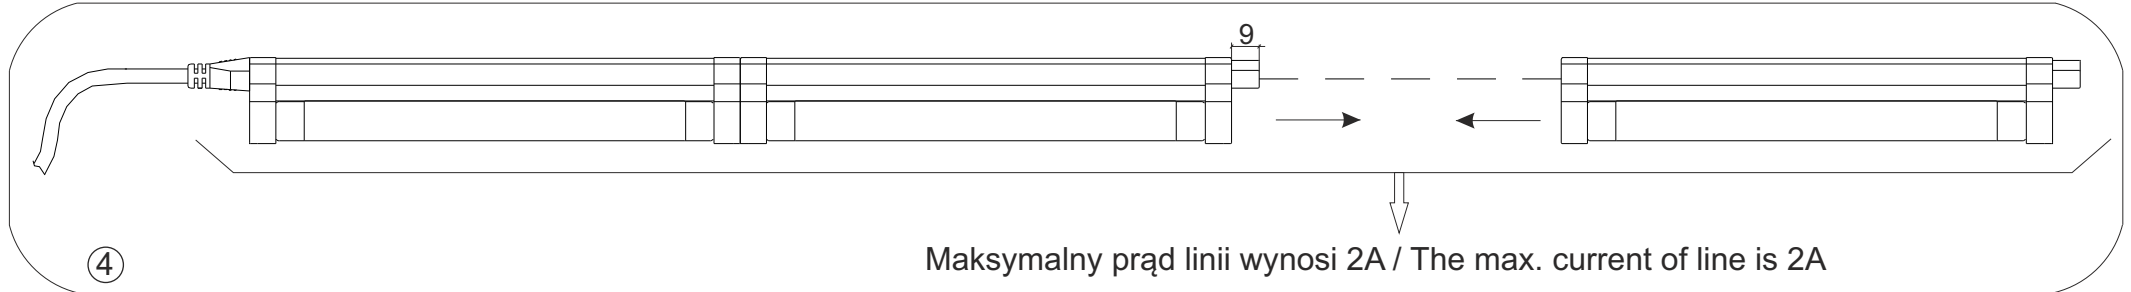 9
Maksymalny prąd linii wynosi 2A / The max. current of line is 2A
4